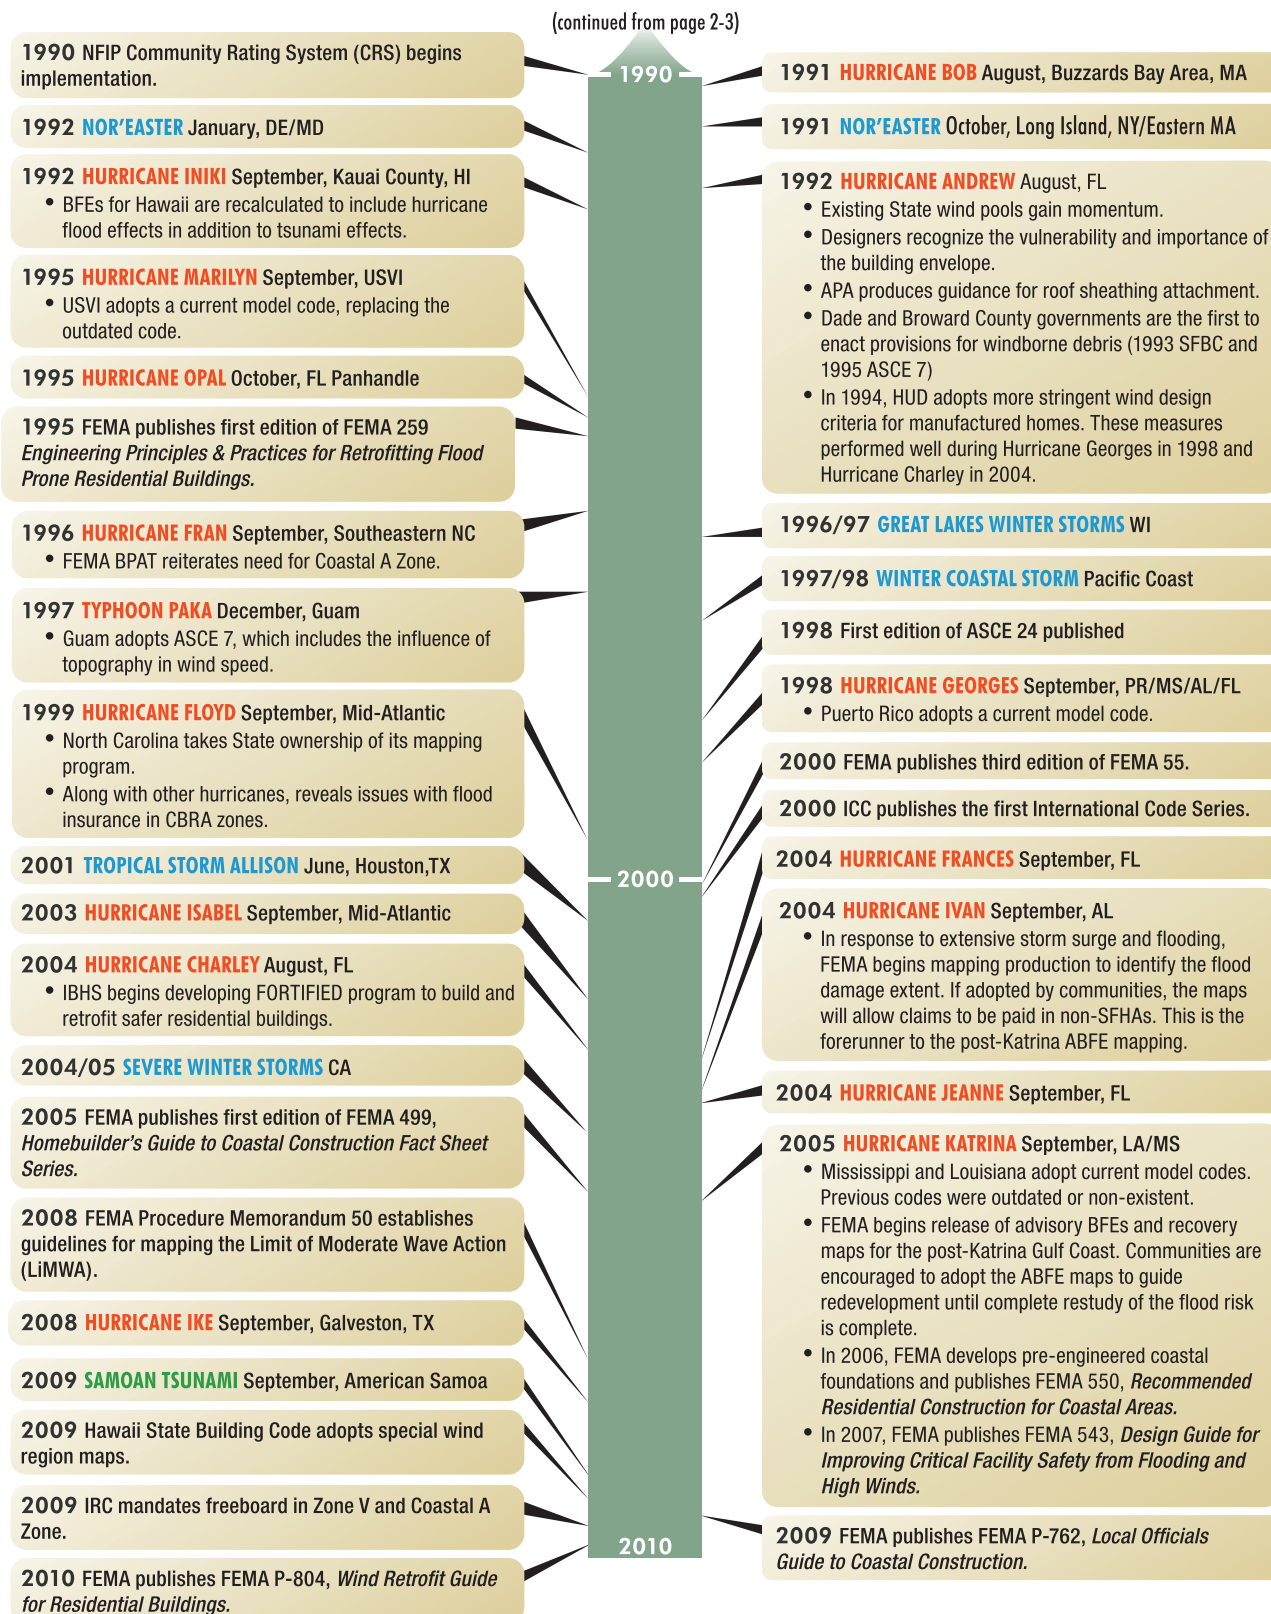 (continued from page 2-3)
1990 NFIP Community Rating System (CRS) begins
implementation.
1992 NOR'EASTER January, DE/MD
1992 HURRICANE INIKI September, Kauai County, HI
• BFEs for Hawaii are recalculated to include hurricane
flood effects in addition to tsunami effects.
1995 HURRICANE MARILYN September, USVI
• USVI adopts a current model code, replacing the
outdated code.
1995 HURRICANE OPAL October, FL Panhandle
1995 FEMA publishes first edition of FEMA 259
Engineering Principles & Practices for Retrofitting Flood
Prone Residential Buildings.
1996 HURRICANE FRAN September, Southeastern NC
• FEMA BPAT reiterates need for Coastal A Zone.
1997 TYPHOON PAKA December, Guam
• Guam adopts ASCE 7, which includes the influence of
topography in wind speed.
1999 HURRICANE FLOYD September, Mid-Atlantic
• North Carolina takes State ownership of its mapping
program.
• Along with other hurricanes, reveals issues with flood
insurance in CBRA zones.
2001 TROPICAL STORM ALLISON June, Houston,TX
2003 HURRICANE ISABEL September, Mid-Atlantic
2004 HURRICANE CHARLEY August, FL
• IBHS begins developing FORTIFIED program to build and
retrofit safer residential buildings.
2004/05 SEVERE WINTER STORMS CA
2005 FEMA publishes first edition of FEMA 499,
Homebuilder's Guide to Coastal Construction Fact Sheet
Series.
2008 FEMA Procedure Memorandum 50 establishes
guidelines for mapping the Limit of Moderate Wave Action
(LiMWA).
2008 HURRICANE IKE September, Galveston, TX
2009 SAMOAN TSUNAMI September, American Samoa
2009 Hawaii State Building Code adopts special wind
region maps.
2009 IRC mandates freeboard in Zone V and Coastal A
Zone.
2010 FEMA publishes FEMA P-804, Wind Retrofit Guide
for Residential Buildings.
1990
2000
2010
1991 HURRICANE BOB August, Buzzards Bay Area, MA
1991 NOR'EASTER October, Long Island, NY/Eastern MA
1992 HURRICANE ANDREW August, FL
• Existing State wind pools gain momentum.
• Designers recognize the vulnerability and importance of
the building envelope.
• APA produces guidance for roof sheathing attachment.
• Dade and Broward County governments are the first to
enact provisions for windborne debris (1993 SFBC and
1995 ASCE 7)
• In 1994, HUD adopts more stringent wind design
criteria for manufactured homes. These measures
performed well during Hurricane Georges in 1998 and
Hurricane Charley in 2004.
1996/97 GREAT LAKES WINTER STORMS WI
1997/98 WINTER COASTAL STORM Pacific Coast
1998 First edition of ASCE 24 published
1998 HURRICANE GEORGES September, PR/MS/AL/FL
• Puerto Rico adopts a current model code.
2000 FEMA publishes third edition of FEMA 55.
2000 ICC publishes the first International Code Series.
2004 HURRICANE FRANCES September, FL
2004 HURRICANE IVAN September, AL
• In response to extensive storm surge and flooding,
FEMA begins mapping production to identify the flood
damage extent. If adopted by communities, the maps
will allow claims to be paid in non-SFHAs. This is the
forerunner to the post-Katrina ABFE mapping.
2004 HURRICANE JEANNE September, FL
2005 HURRICANE KATRINA September, LA/MS
• Mississippi and Louisiana adopt current model codes.
Previous codes were outdated or non-existent.
• FEMA begins release of advisory BFEs and recovery
maps for the post-Katrina Gulf Coast. Communities are
encouraged to adopt the ABFE maps to guide
redevelopment until complete restudy of the flood risk
is complete.
• In 2006, FEMA develops pre-engineered coastal
foundations and publishes FEMA 550, Recommended
Residential Construction for Coastal Areas.
• In 2007, FEMA publishes FEMA 543, Design Guide for
Improving Critical Facility Safety from Flooding and
High Winds.
2009 FEMA publishes FEMA P-762, Local Officials
Guide to Coastal Construction.